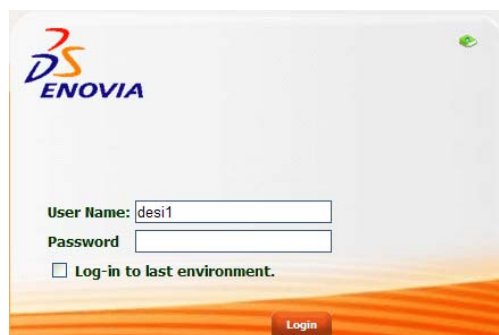 DS
ENOVIA
User Name: desi1
Password
Log-in to last environment.
Login